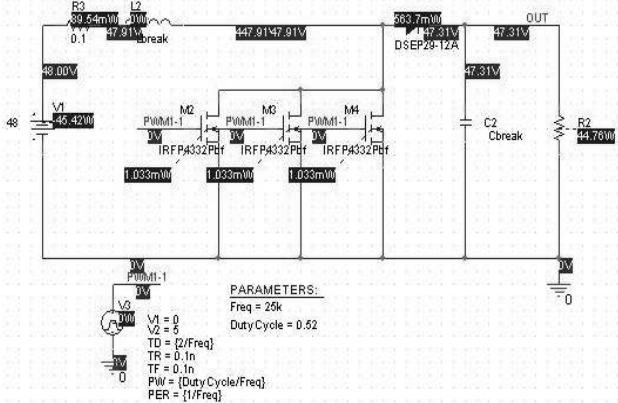 R3
L2
89.54mW
0W
563.7mW
OUT
0.1
47.91V
Lbreak
447.91V47.91V
47.31V
47.31V
DSEP29-12A
48.00V
47.31V
V1
48
-45.42W
M2
M3
M4
PWM1-1
PWM1-1
PWM1-1
0V
0V
0V
C2
Cbreak
R2
44.76W
IRFP4332Pbf
IRFP4332Pbf
IRFP4332Pbf
1.033mW
1.033mW
1.033mW
0V
0V
PWM1-1
0V
0
V3
0W
V1 = 0
V2 = 5
TD = {2/Freq}
TR = 0.1n
TF = 0.1n
PW = {DutyCycle/Freq}
PER = {1/Freq}
0V
0
PARAMETERS:
Freq = 25k
DutyCycle = 0.52